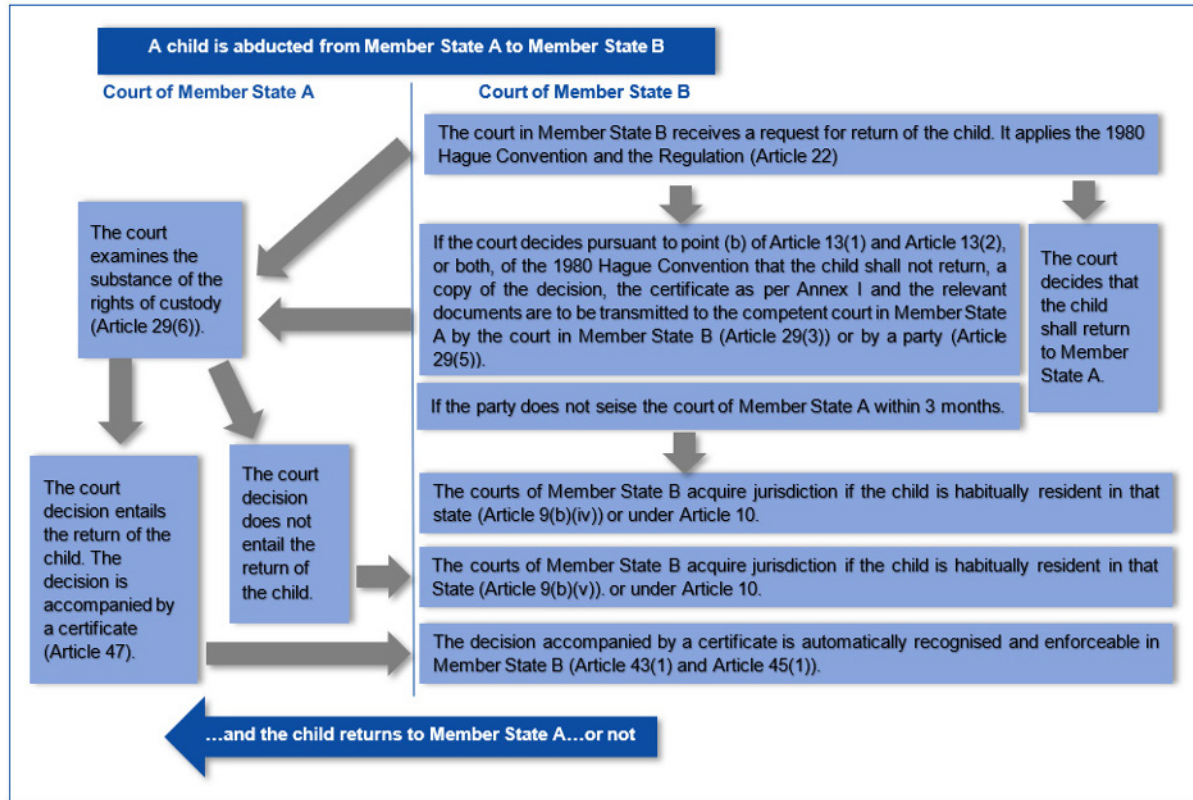 A child is abducted from Member State A to Member State B
Court of Member State A
Court of Member State B
The court in Member State B receives a request for return of the child. It applies the 1980
Hague Convention and the Regulation (Article 22)
The court
examines the
substance of the
rights of custody
(Article 29(6)).
If the court decides pursuant to point (b) of Article 13(1) and Article 13(2),
or both, of the 1980 Hague Convention that the child shall not return, a
copy of the decision, the certificate as per Annex I and the relevant
documents are to be transmitted to the competent court in Member State
A by the court in Member State B (Article 29(3)) or by a party (Article
29(5)).
The court
decides that
the child
shall return
to Member
State A.
If the party does not seise the court of Member State A within 3 months.
The court
decision entails
the return of the
child. The
decision is
accompanied by
a certificate
(Article 47).
The court
decision
does not
entail the
return of
the child.
The courts of Member State B acquire jurisdiction if the child is habitually resident in that
state (Article 9(b)(iv)) or under Article 10.
The courts of Member State B acquire jurisdiction if the child is habitually resident in that
State (Article 9(b)(v)). or under Article 10.
The decision accompanied by a certificate is automatically recognised and enforceable in
Member State B (Article 43(1) and Article 45(1)).
…and the child returns to Member State A…or not